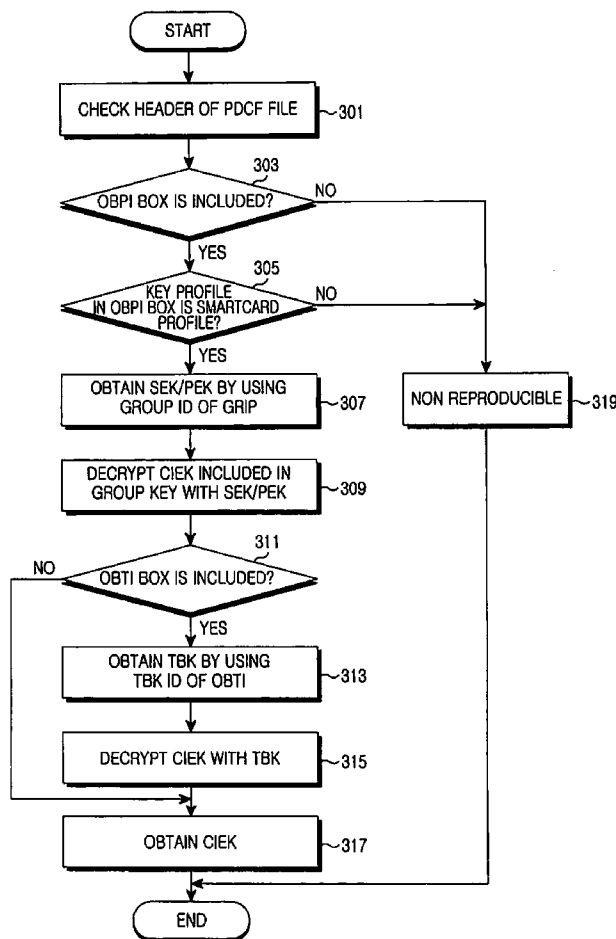 START
CHECK HEADER OF PDCF FILE
301
303
OBPI BOX IS INCLUDED?
NO
YES
305
KEY PROFILE
IN OBPI BOX IS SMARTCARD
PROFILE?
NO
YES
OBTAIN SEK/PEK BY USING
GROUP ID OF GRIP
307
NON REPRODUCIBLE
319
DECRYPT CIEK INCLUDED IN
GROUP KEY WITH SEK/PEK
309
311
NO
OBTI BOX IS INCLUDED?
YES
OBTAIN TBK BY USING
TBK ID OF OBTI
313
DECRYPT CIEK WITH TBK
315
OBTAIN CIEK
317
END